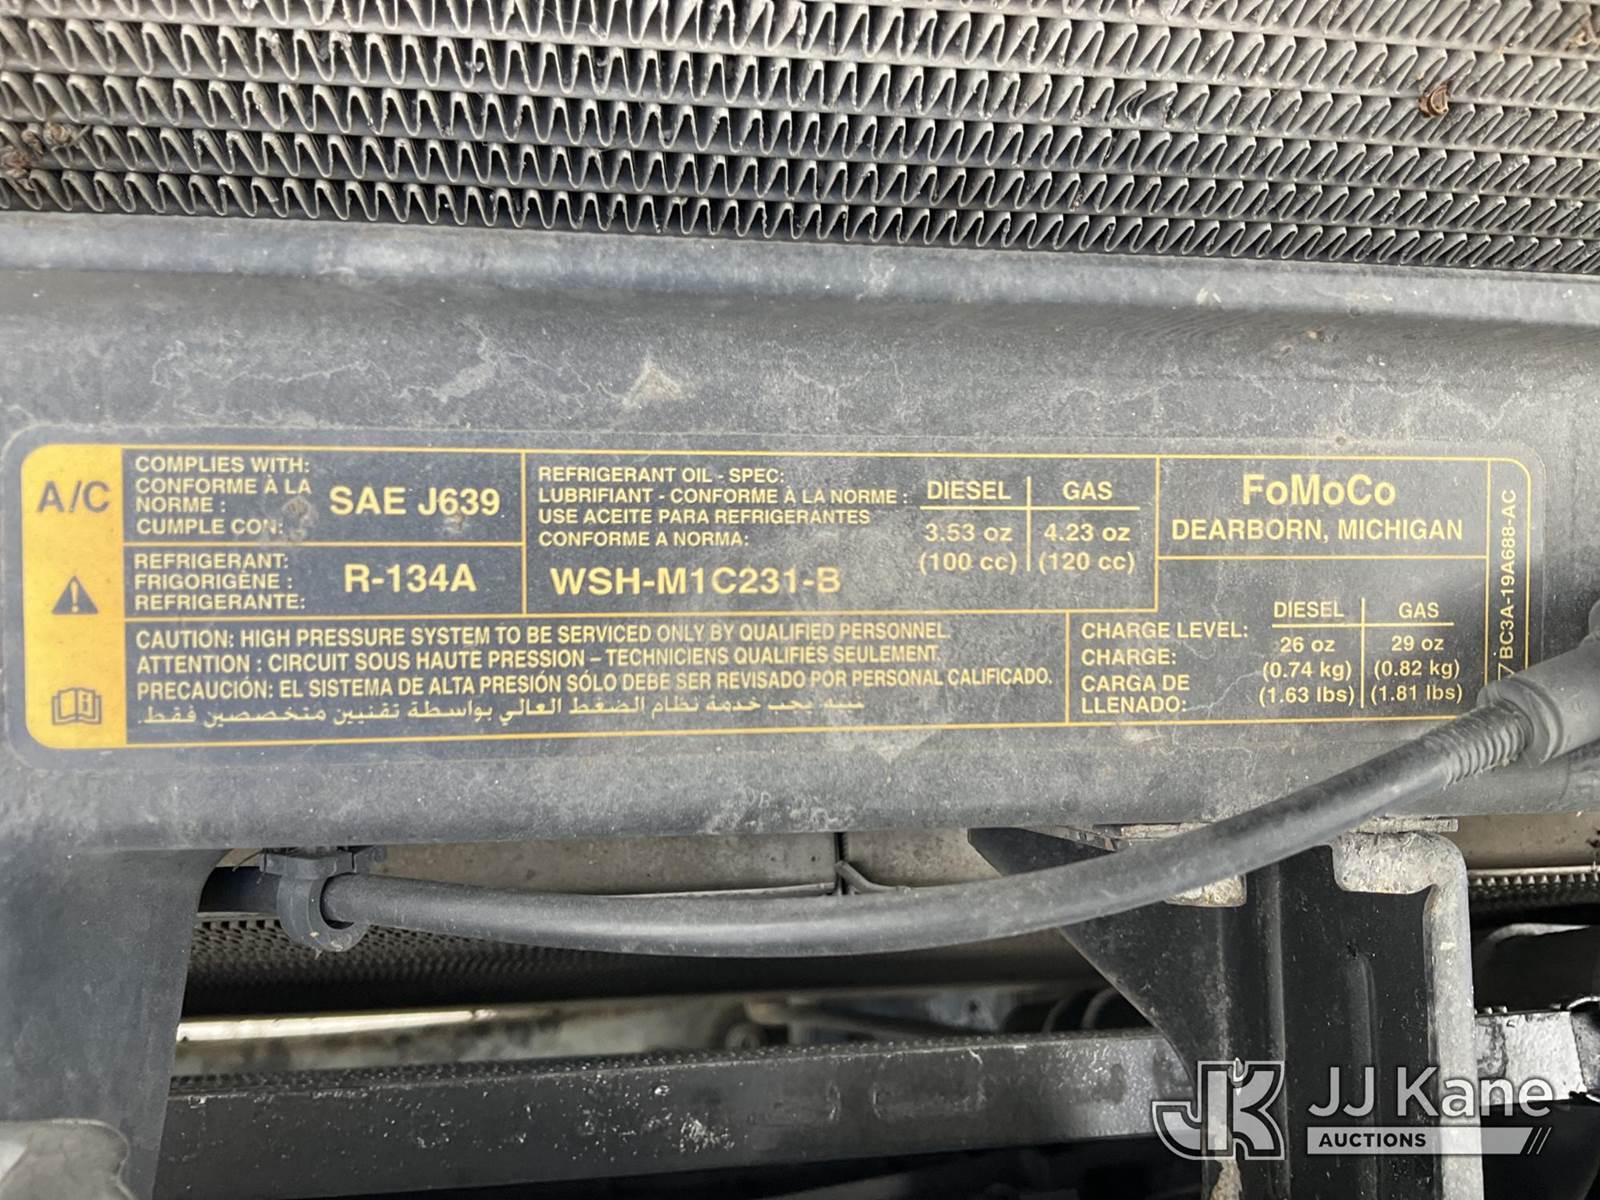 A/C
COMPLIES WITH:
CONFORME À LA
NORME :
CUMPLE CON:
SAE J639
REFRIGERANT:
FRIGORIGÈNE :
REFRIGERANTE:
R-134A
REFRIGERANT OIL - SPEC:
LUBRIFIANT - CONFORME À LA NORME :
USE ACEITE PARA REFRIGERANTES
CONFORME A NORMA:
WSH-M1C231-B
DIESEL GAS
3.53 oz 4.23 oz
(100 cc) (120 cc)
FoMoCo
DEARBORN, MICHIGAN
CAUTION: HIGH PRESSURE SYSTEM TO BE SERVICED ONLY BY QUALIFIED PERSONNEL.
ATTENTION : CIRCUIT SOUS HAUTE PRESSION – TECHNICIENS QUALIFIÉS SEULEMENT.
PRECAUCIÓN: EL SISTEMA DE ALTA PRESIÓN SÓLO DEBE SER REVISADO POR PERSONAL CALIFICADO.
تنبيه: يجب خدمة نظام الضغط العالي بواسطة تقنيين متخصصين فقط.
CHARGE LEVEL:
CHARGE:
CARGA DE
LLENADO:
DIESEL GAS
26 oz 29 oz
(0.74 kg) (0.82 kg)
(1.63 lbs) (1.81 lbs)
BC3A-19A688-AC
JK JJ Kane
AUCTIONS